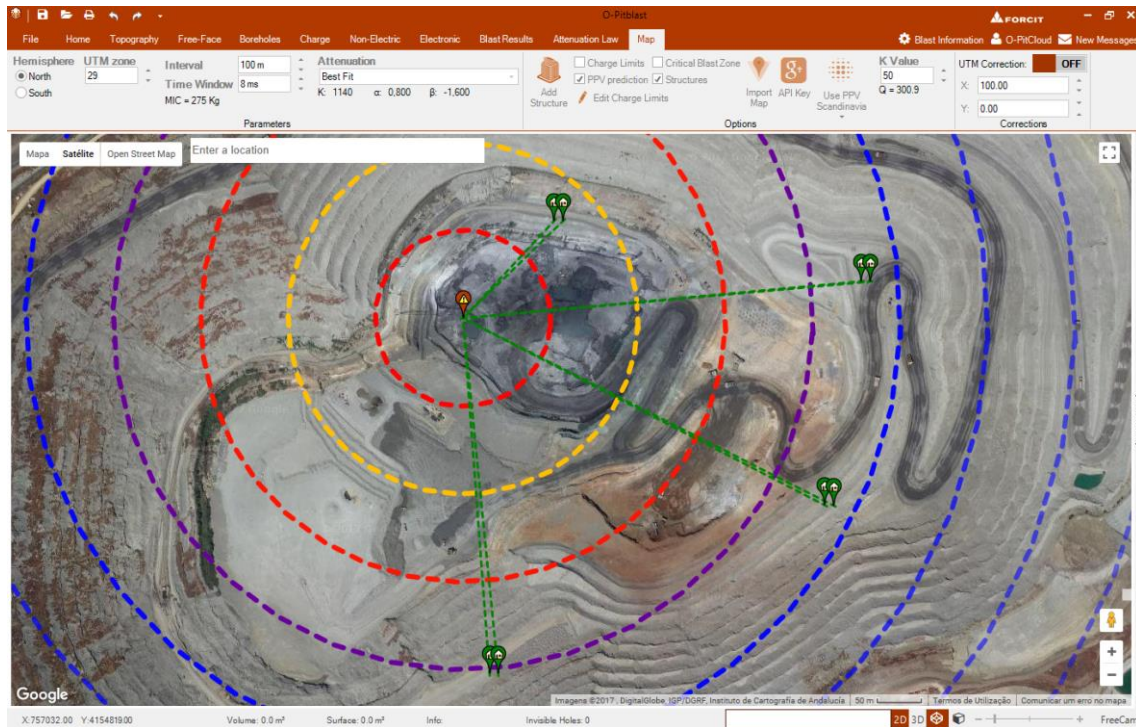 O-Pitblast
FORCIT
File Home Topography Free-Face Boreholes Charge Non-Electric Electronic Blast Results Attenuation Law Map
Blast Information O-PitCloud New Messages
Hemisphere UTM zone Interval 100 m Attenuation
North 29 Time Window 8 ms Best Fit
South MIC = 275 Kg K: 1140 α: 0,800 β: -1,600
Parameters
Add Structure
Charge Limits Critical Blast Zone
PPV prediction Structures
Edit Charge Limits
Import Map API Key Use PPV Scandinavia
K Value
50
Q = 300.9
Options
UTM Correction: OFF
X: 100.00
Y: 0.00
Corrections
Mapa Satélite Open Street Map Enter a location
Google
Imagens ©2017 , DigitalGlobe, IGP/DGRF, Instituto de Cartografía de Andalucía 50 m Termos de Utilização Comunicar um erro no mapa
X:757032.00 Y:4154819.00 Volume: 0.0 m³ Surface: 0.0 m² Info: Invisible Holes: 0 2D 3D FreeCam